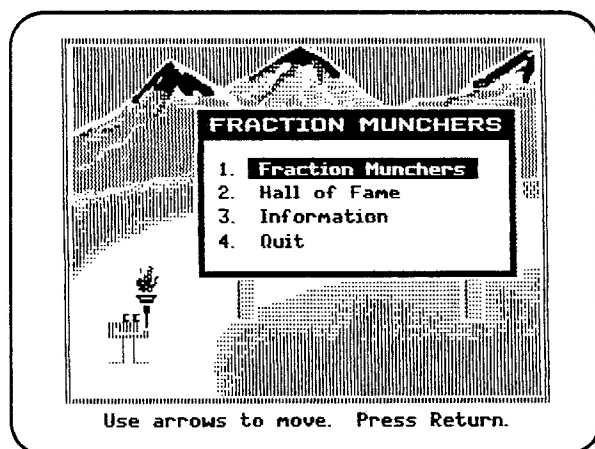 FRACTION MUNCHERS
1. Fraction Munchers
2. Hall of Fame
3. Information
4. Quit
Use arrows to move. Press Return.